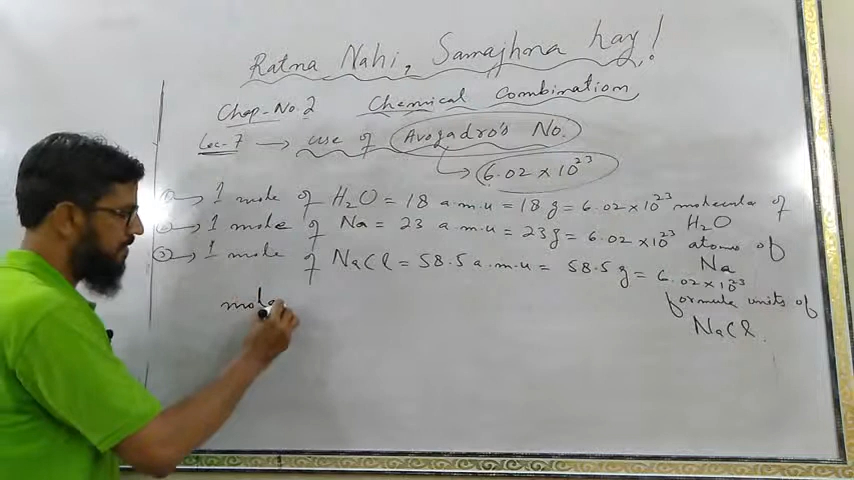 Ratna Nahi, Samajhna hay!
Chap-No.2 Chemical Combination
Lec-7 → use of Avogadro's No.
→ 6.02 × 10²³
① → 1 mole of H₂O = 18 a.m.u = 18 g = 6.02 × 10²³ molecular of H₂O
→ 1 mole of Na = 23 a.m.u = 23 g = 6.02 × 10²³ atoms of Na
③ → 1 mole of NaCl = 58.5 a.m.u = 58.5 g = 6.02 × 10²³
formula units of
NaCl.
mole